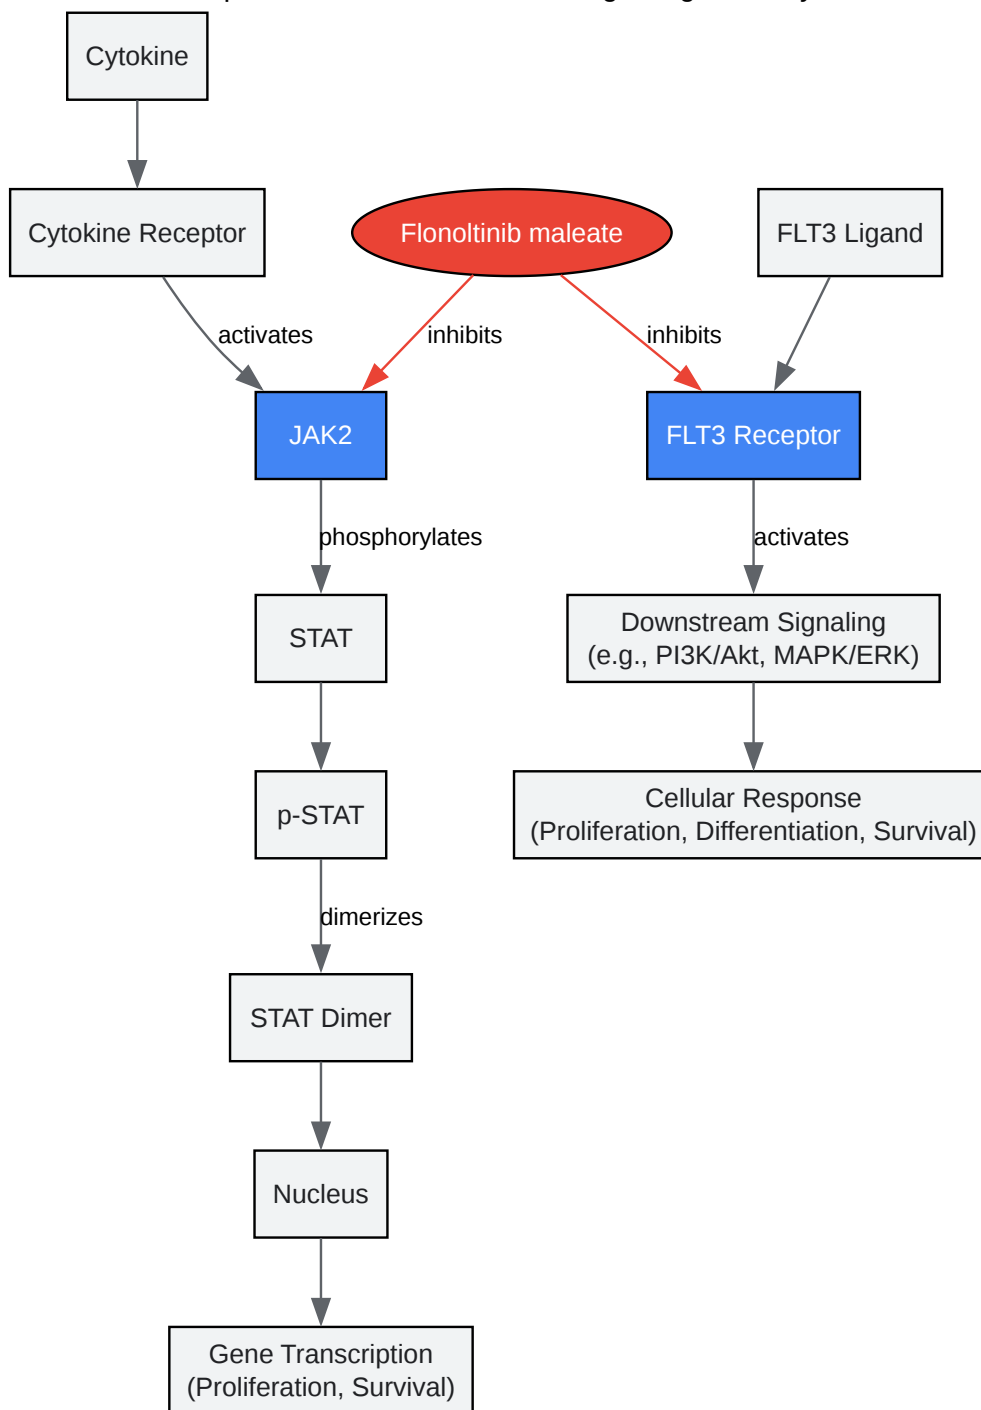 Cytokine
Cytokine Receptor
Flonoltinib maleate
FLT3 Ligand
activates
inhibits
inhibits
JAK2
FLT3 Receptor
phosphorylates
activates
STAT
Downstream Signaling
(e.g., PI3K/Akt, MAPK/ERK)
p-STAT
Cellular Response
(Proliferation, Differentiation, Survival)
dimerizes
STAT Dimer
Nucleus
Gene Transcription
(Proliferation, Survival)